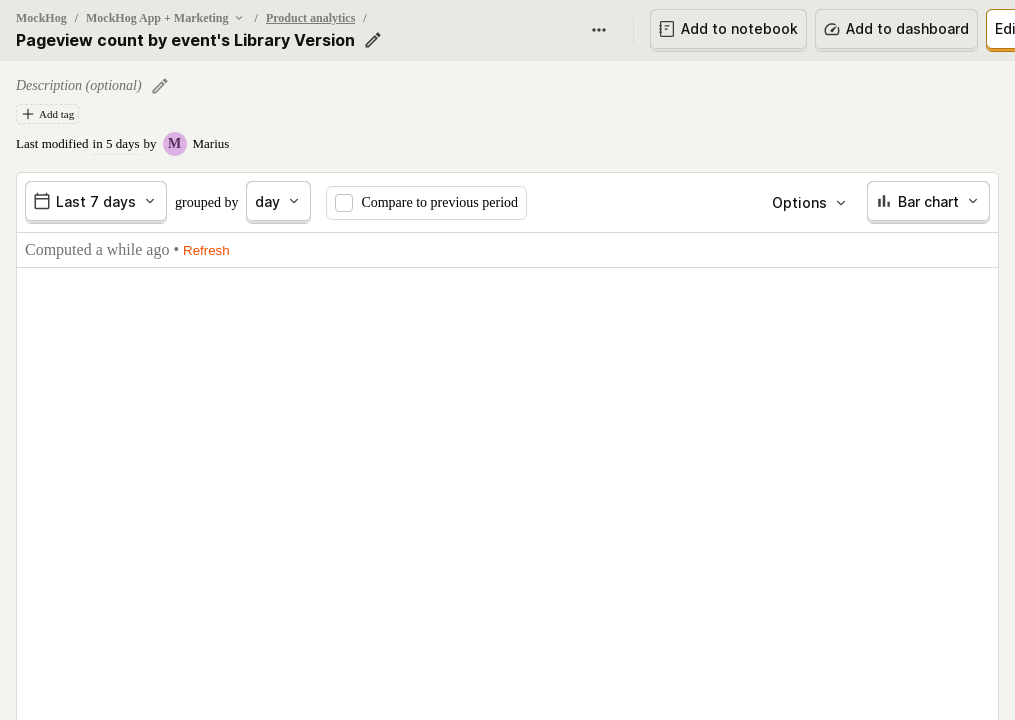 MockHog / MockHog App + Marketing / Product analytics /
Pageview count by event's Library Version
Add to notebook
Add to dashboard
Edi
Description (optional)
Add tag
Last modified in 5 days by M Marius
Last 7 days grouped by day Compare to previous period Options Bar chart
Computed a while ago • Refresh